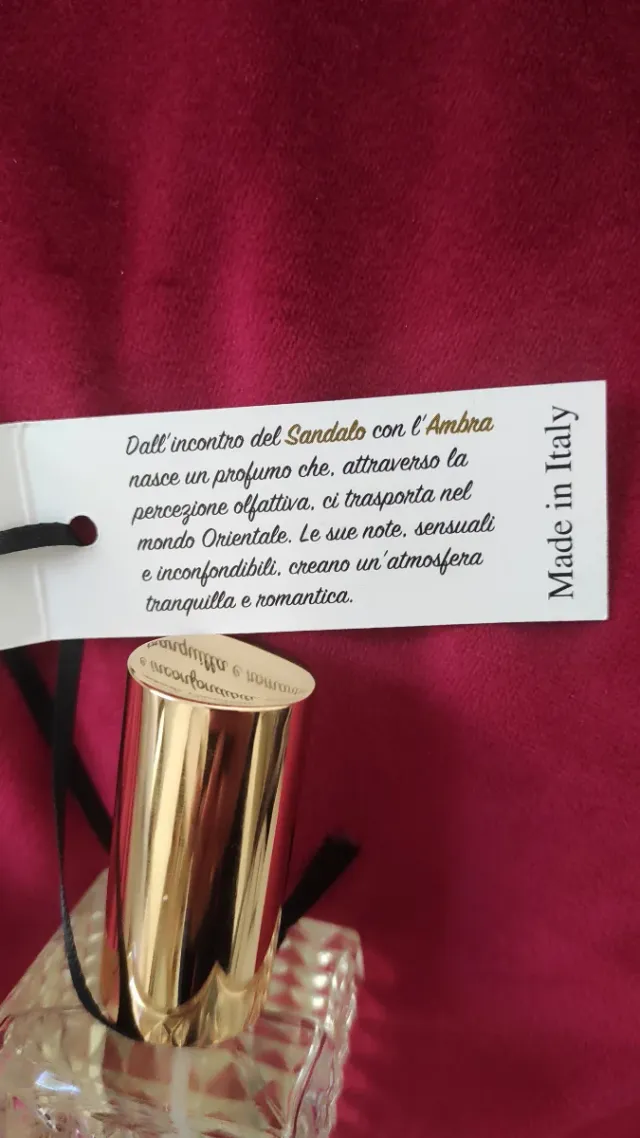 Dall'incontro del Sandalo con l'Ambra
nasce un profumo che, attraverso la
percezione olfattiva, ci trasporta nel
mondo Orientale. Le sue note, sensuali
e inconfondibili, creano un'atmosfera
tranquilla e romantica.
Made in Italy